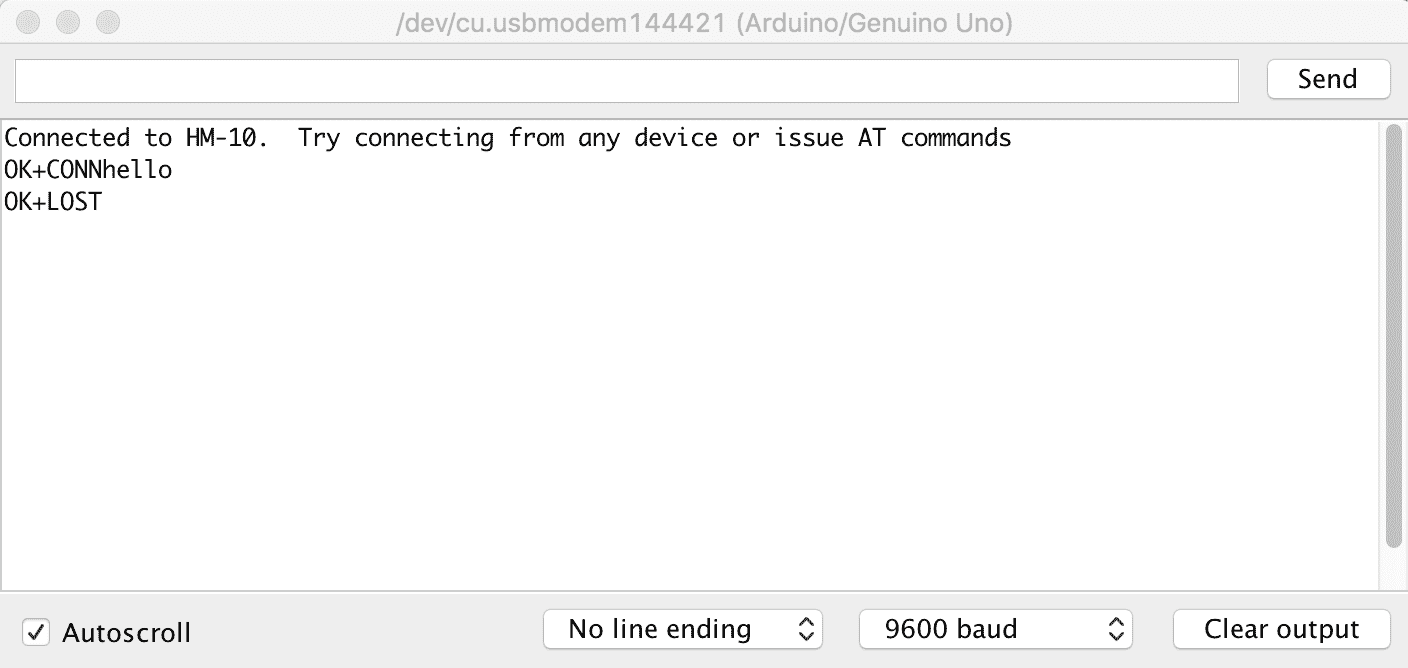 /dev/cu.usbmodem144421 (Arduino/Genuino Uno)
Send
Connected to HM-10.  Try connecting from any device or issue AT commands
OK+CONNhello
OK+LOST
Autoscroll
No line ending
9600 baud
Clear output